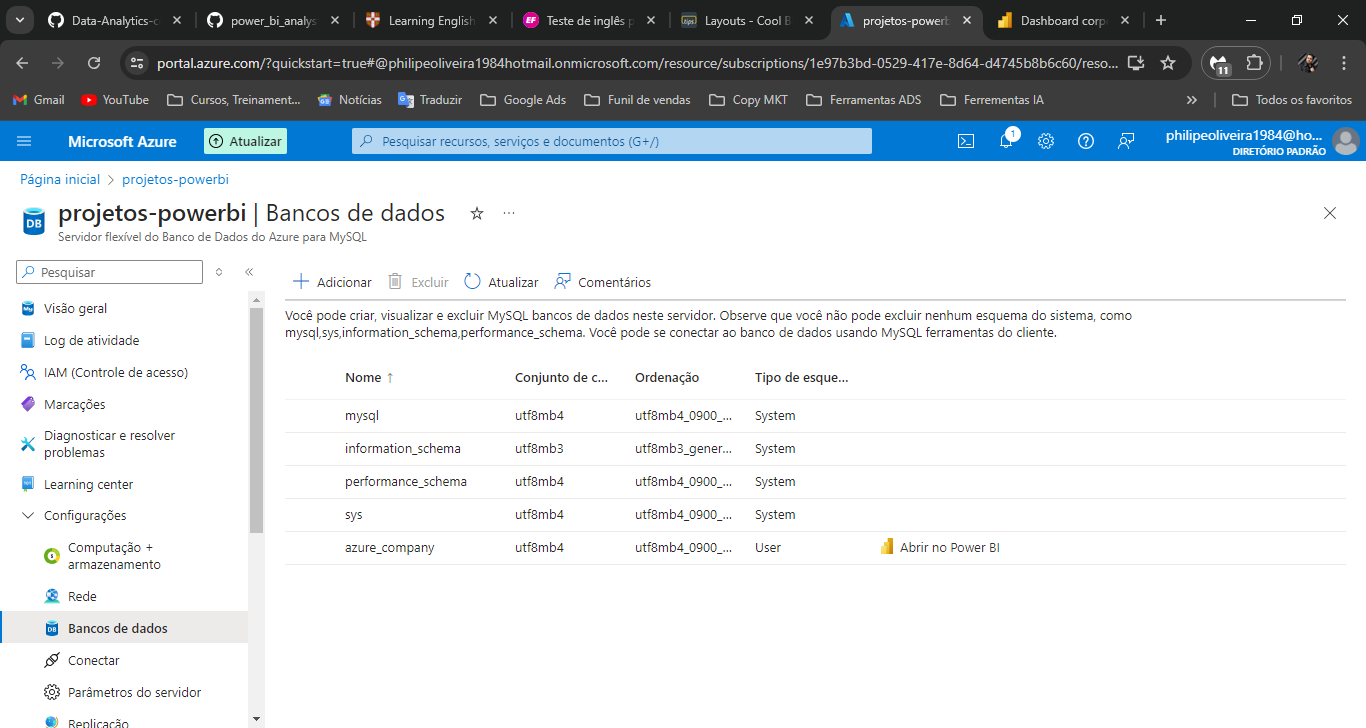 Data-Analytics-c
power_bi_analys
Learning English
Teste de inglês p
Layouts - Cool B
projetos-powerb
Dashboard corp
portal.azure.com/?quickstart=true#@philipeoliveira1984hotmail.onmicrosoft.com/resource/subscriptions/1e97b3bd-0529-417e-8d64-d4745b8b6c60/reso...
11
Gmail
YouTube
Cursos, Treinament...
Notícias
Traduzir
Google Ads
Funil de vendas
Copy MKT
Ferramentas ADS
Ferrementas IA
Todos os favoritos
Microsoft Azure
Atualizar
Pesquisar recursos, serviços e documentos (G+/)
1
philipeoliveira1984@ho...
DIRETÓRIO PADRÃO
Página inicial > projetos-powerbi
projetos-powerbi | Bancos de dados
Servidor flexível do Banco de Dados do Azure para MySQL
Pesquisar
Visão geral
Log de atividade
IAM (Controle de acesso)
Marcações
Diagnosticar e resolver
problemas
Learning center
Configurações
Computação +
armazenamento
Rede
Bancos de dados
Conectar
Parâmetros do servidor
Replicação
Adicionar Excluir Atualizar Comentários
Você pode criar, visualizar e excluir MySQL bancos de dados neste servidor. Observe que você não pode excluir nenhum esquema do sistema, como
mysql,sys,information_schema,performance_schema. Você pode se conectar ao banco de dados usando MySQL ferramentas do cliente.
Nome ↑ Conjunto de c... Ordenação Tipo de esque...
mysql utf8mb4 utf8mb4_0900_... System
information_schema utf8mb3 utf8mb3_gener... System
performance_schema utf8mb4 utf8mb4_0900_... System
sys utf8mb4 utf8mb4_0900_... System
azure_company utf8mb4 utf8mb4_0900_... User Abrir no Power BI